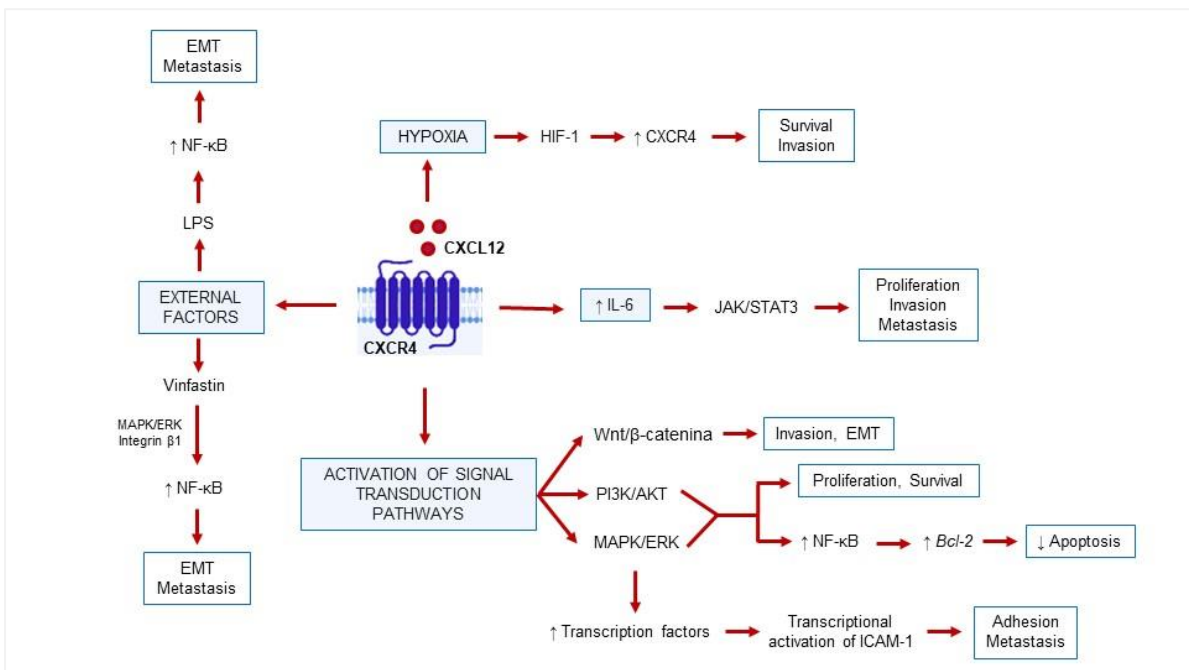 EMT
Metastasis
↑ NF-κB
LPS
EXTERNAL
FACTORS
Vinfastin
MAPK/ERK
Integrin β1
↑ NF-κB
EMT
Metastasis
HYPOXIA
HIF-1
↑ CXCR4
Survival
Invasion
CXCL12
CXCR4
↑ IL-6
JAK/STAT3
Proliferation
Invasion
Metastasis
ACTIVATION OF SIGNAL
TRANSDUCTION
PATHWAYS
Wnt/β-catenina
Invasion, EMT
PI3K/AKT
MAPK/ERK
Proliferation, Survival
↑ NF-κB
↑ Bcl-2
↓ Apoptosis
↑ Transcription factors
Transcriptional
activation of ICAM-1
Adhesion
Metastasis